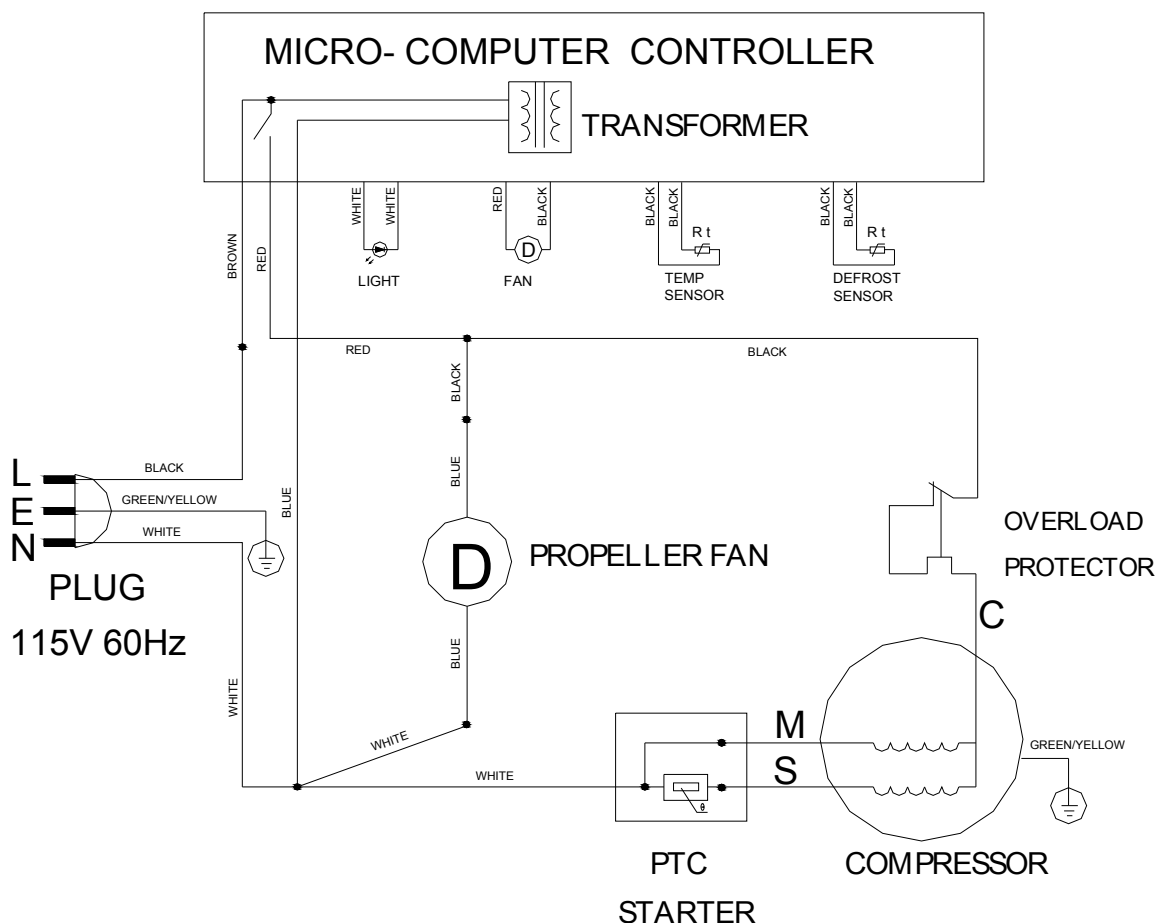 MICRO- COMPUTER CONTROLLER
TRANSFORMER
BROWN
RED
WHITE
WHITE
RED
BLACK
BLACK
BLACK
BLACK
BLACK
D
R t
R t
LIGHT
FAN
TEMP
SENSOR
DEFROST
SENSOR
RED
BLACK
BLACK
L
BLACK
BLUE
E
GREEN/YELLOW
BLUE
N
WHITE
PLUG
115V 60Hz
D
PROPELLER FAN
OVERLOAD
PROTECTOR
C
BLUE
WHITE
WHITE
WHITE
M
S
θ
GREEN/YELLOW
PTC
STARTER
COMPRESSOR